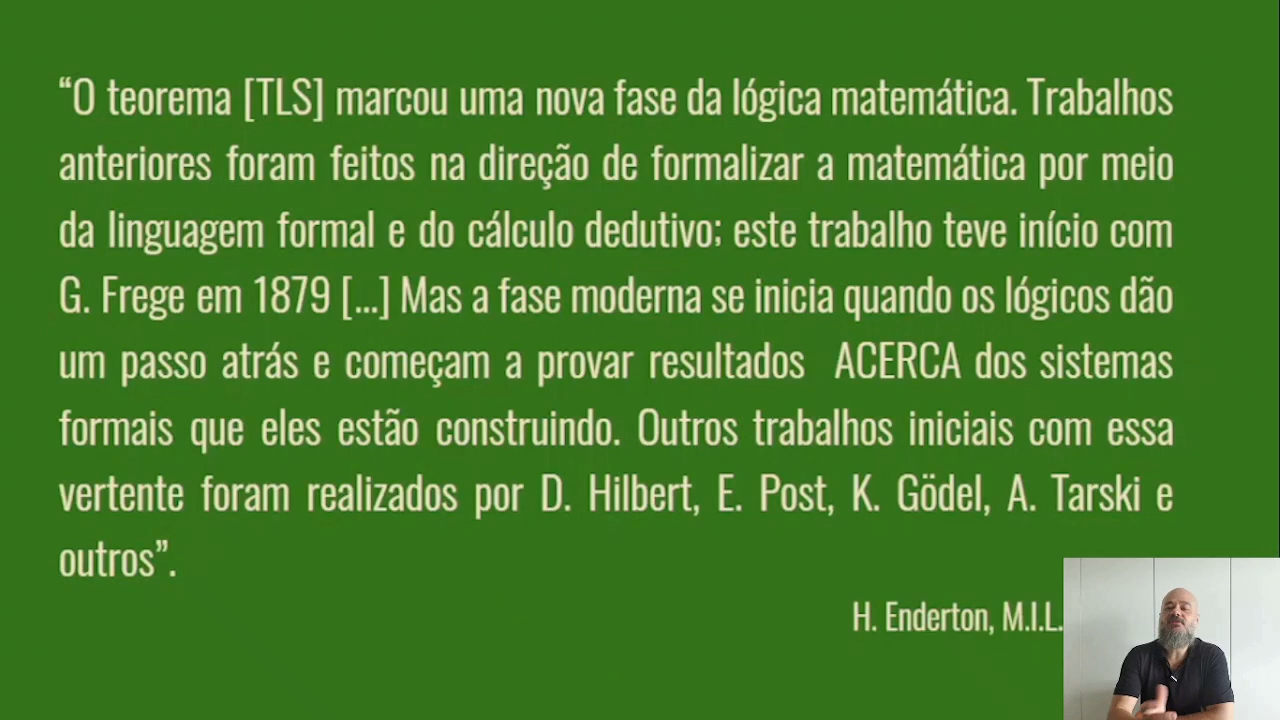 “O teorema [TLS] marcou uma nova fase da lógica matemática. Trabalhos
anteriores foram feitos na direção de formalizar a matemática por meio
da linguagem formal e do cálculo dedutivo; este trabalho teve início com
G. Frege em 1879 [...] Mas a fase moderna se inicia quando os lógicos dão
um passo atrás e começam a provar resultados ACERCA dos sistemas
formais que eles estão construindo. Outros trabalhos iniciais com essa
vertente foram realizados por D. Hilbert, E. Post, K. Gödel, A. Tarski e
outros”.
H. Enderton, M.I.L.